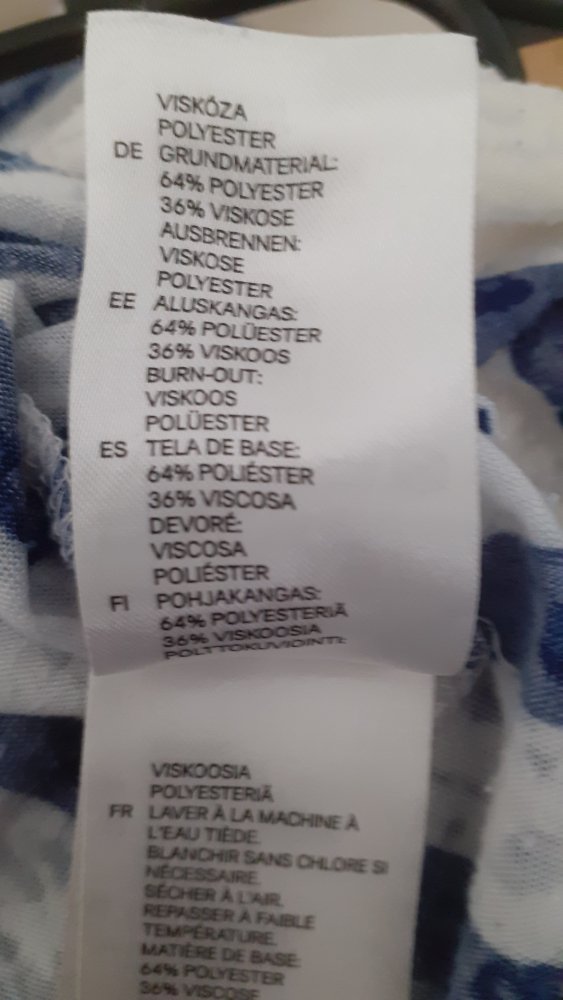 VISKÓZA
POLYESTER
DE GRUNDMATERIAL:
64% POLYESTER
36% VISKOSE
AUSBRENNEN:
VISKOSE
POLYESTER
EE ALUSKANGAS:
64% POLÜESTER
36% VISKOOS
BURN-OUT:
VISKOOS
POLÜESTER
ES TELA DE BASE:
64% POLIÉSTER
36% VISCOSA
DEVORÉ:
VISCOSA
POLIÉSTER
FI POHJAKANGAS:
64% POLYESTERIÄ
36% VISKOOSIA
POLTTOKUVIOINTI:
VISKOOSIA
POLYESTERIÄ
FR LAVER À LA MACHINE À
L'EAU TIÈDE.
BLANCHIR SANS CHLORE SI
NÉCESSAIRE.
SÉCHER À L'AIR.
REPASSER À FAIBLE
TEMPÉRATURE.
MATIÈRE DE BASE:
64% POLYESTER
36% VISCOSE